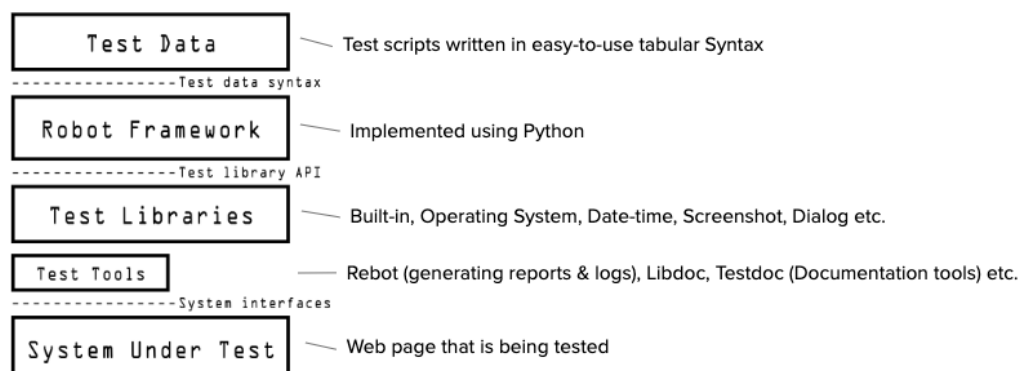 Test Data
Test scripts written in easy-to-use tabular Syntax
----------------Test data syntax
Robot Framework
Implemented using Python
----------------Test library API
Test Libraries
Built-in, Operating System, Date-time, Screenshot, Dialog etc.
Test Tools
Rebot (generating reports & logs), Libdoc, Testdoc (Documentation tools) etc.
----------------System interfaces
System Under Test
Web page that is being tested